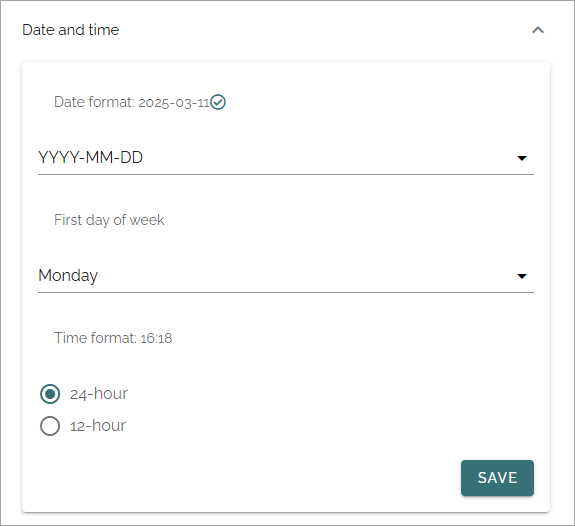 Date and time
Date format: 2025-03-11
YYYY-MM-DD
First day of week
Monday
Time format: 16:18
24-hour
12-hour
SAVE